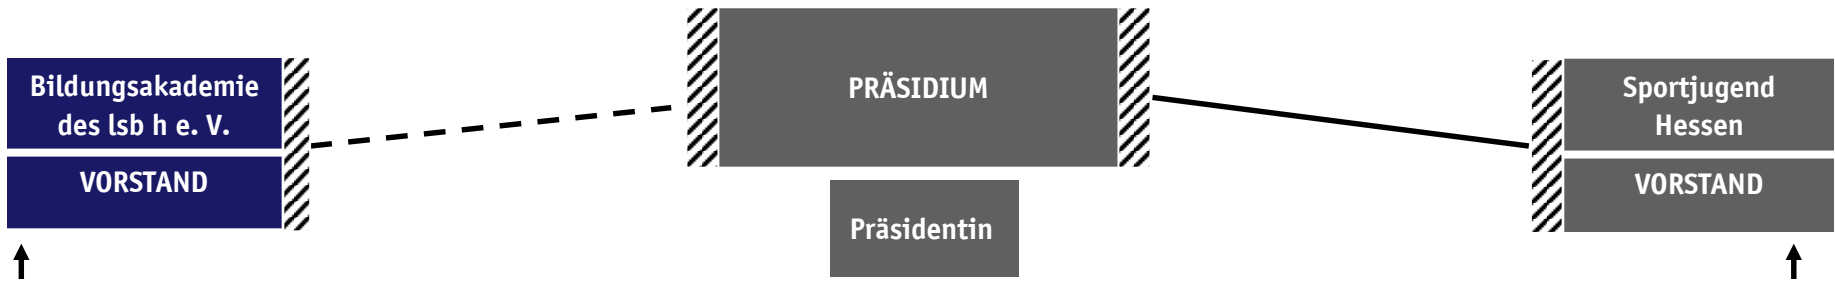 Bildungsakademie
des lsb h e. V.
VORSTAND
PRÄSIDIUM
Präsidentin
Sportjugend
Hessen
VORSTAND